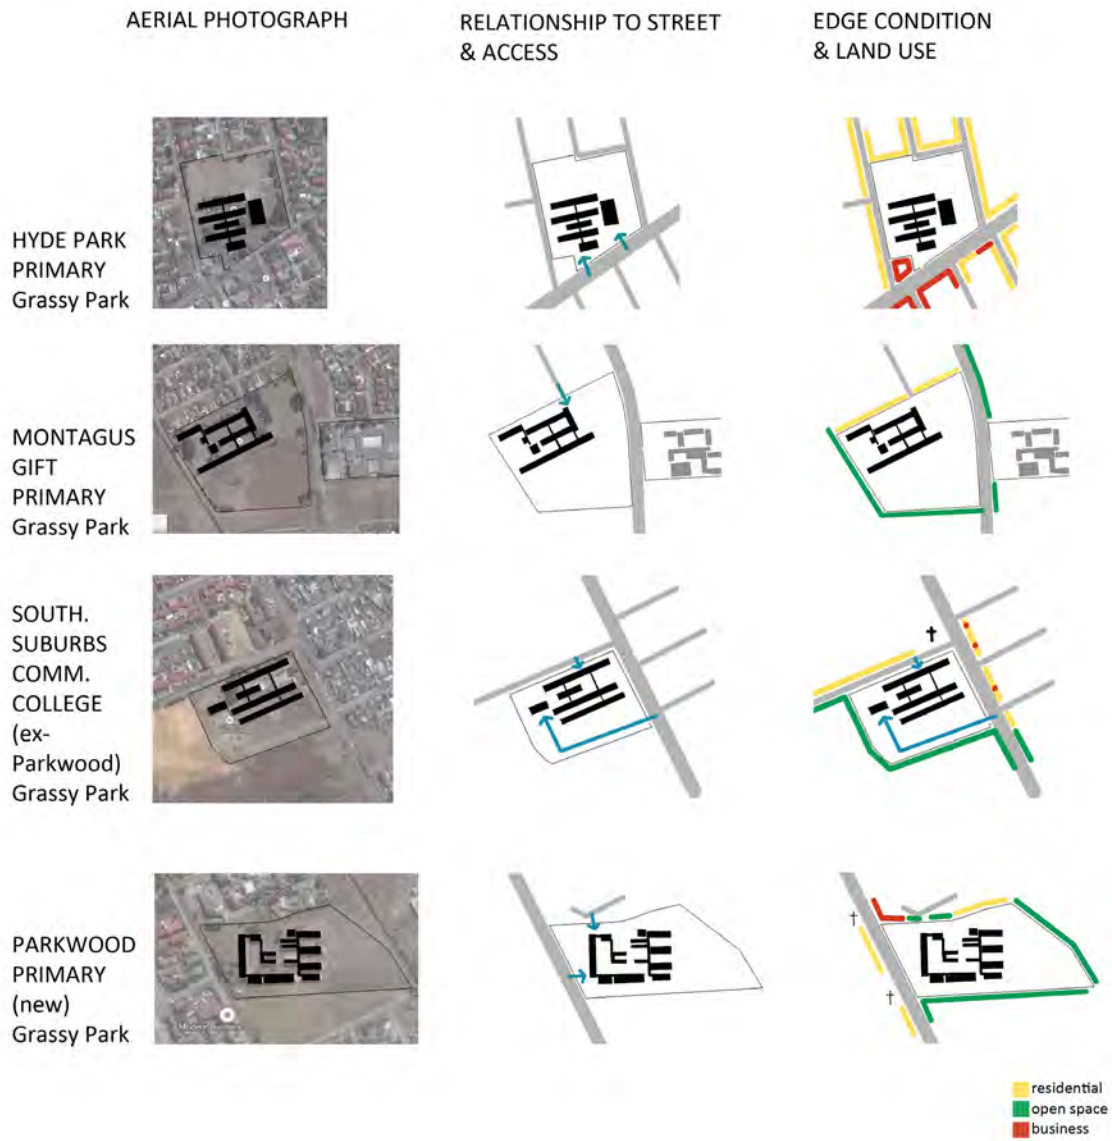 AERIAL PHOTOGRAPH
RELATIONSHIP TO STREET
& ACCESS
EDGE CONDITION
& LAND USE
HYDE PARK
PRIMARY
Grassy Park
MONTAGUS
GIFT
PRIMARY
Grassy Park
SOUTH.
SUBURBS
COMM.
COLLEGE
(ex-
Parkwood)
Grassy Park
PARKWOOD
PRIMARY
(new)
Grassy Park
residential
open space
business